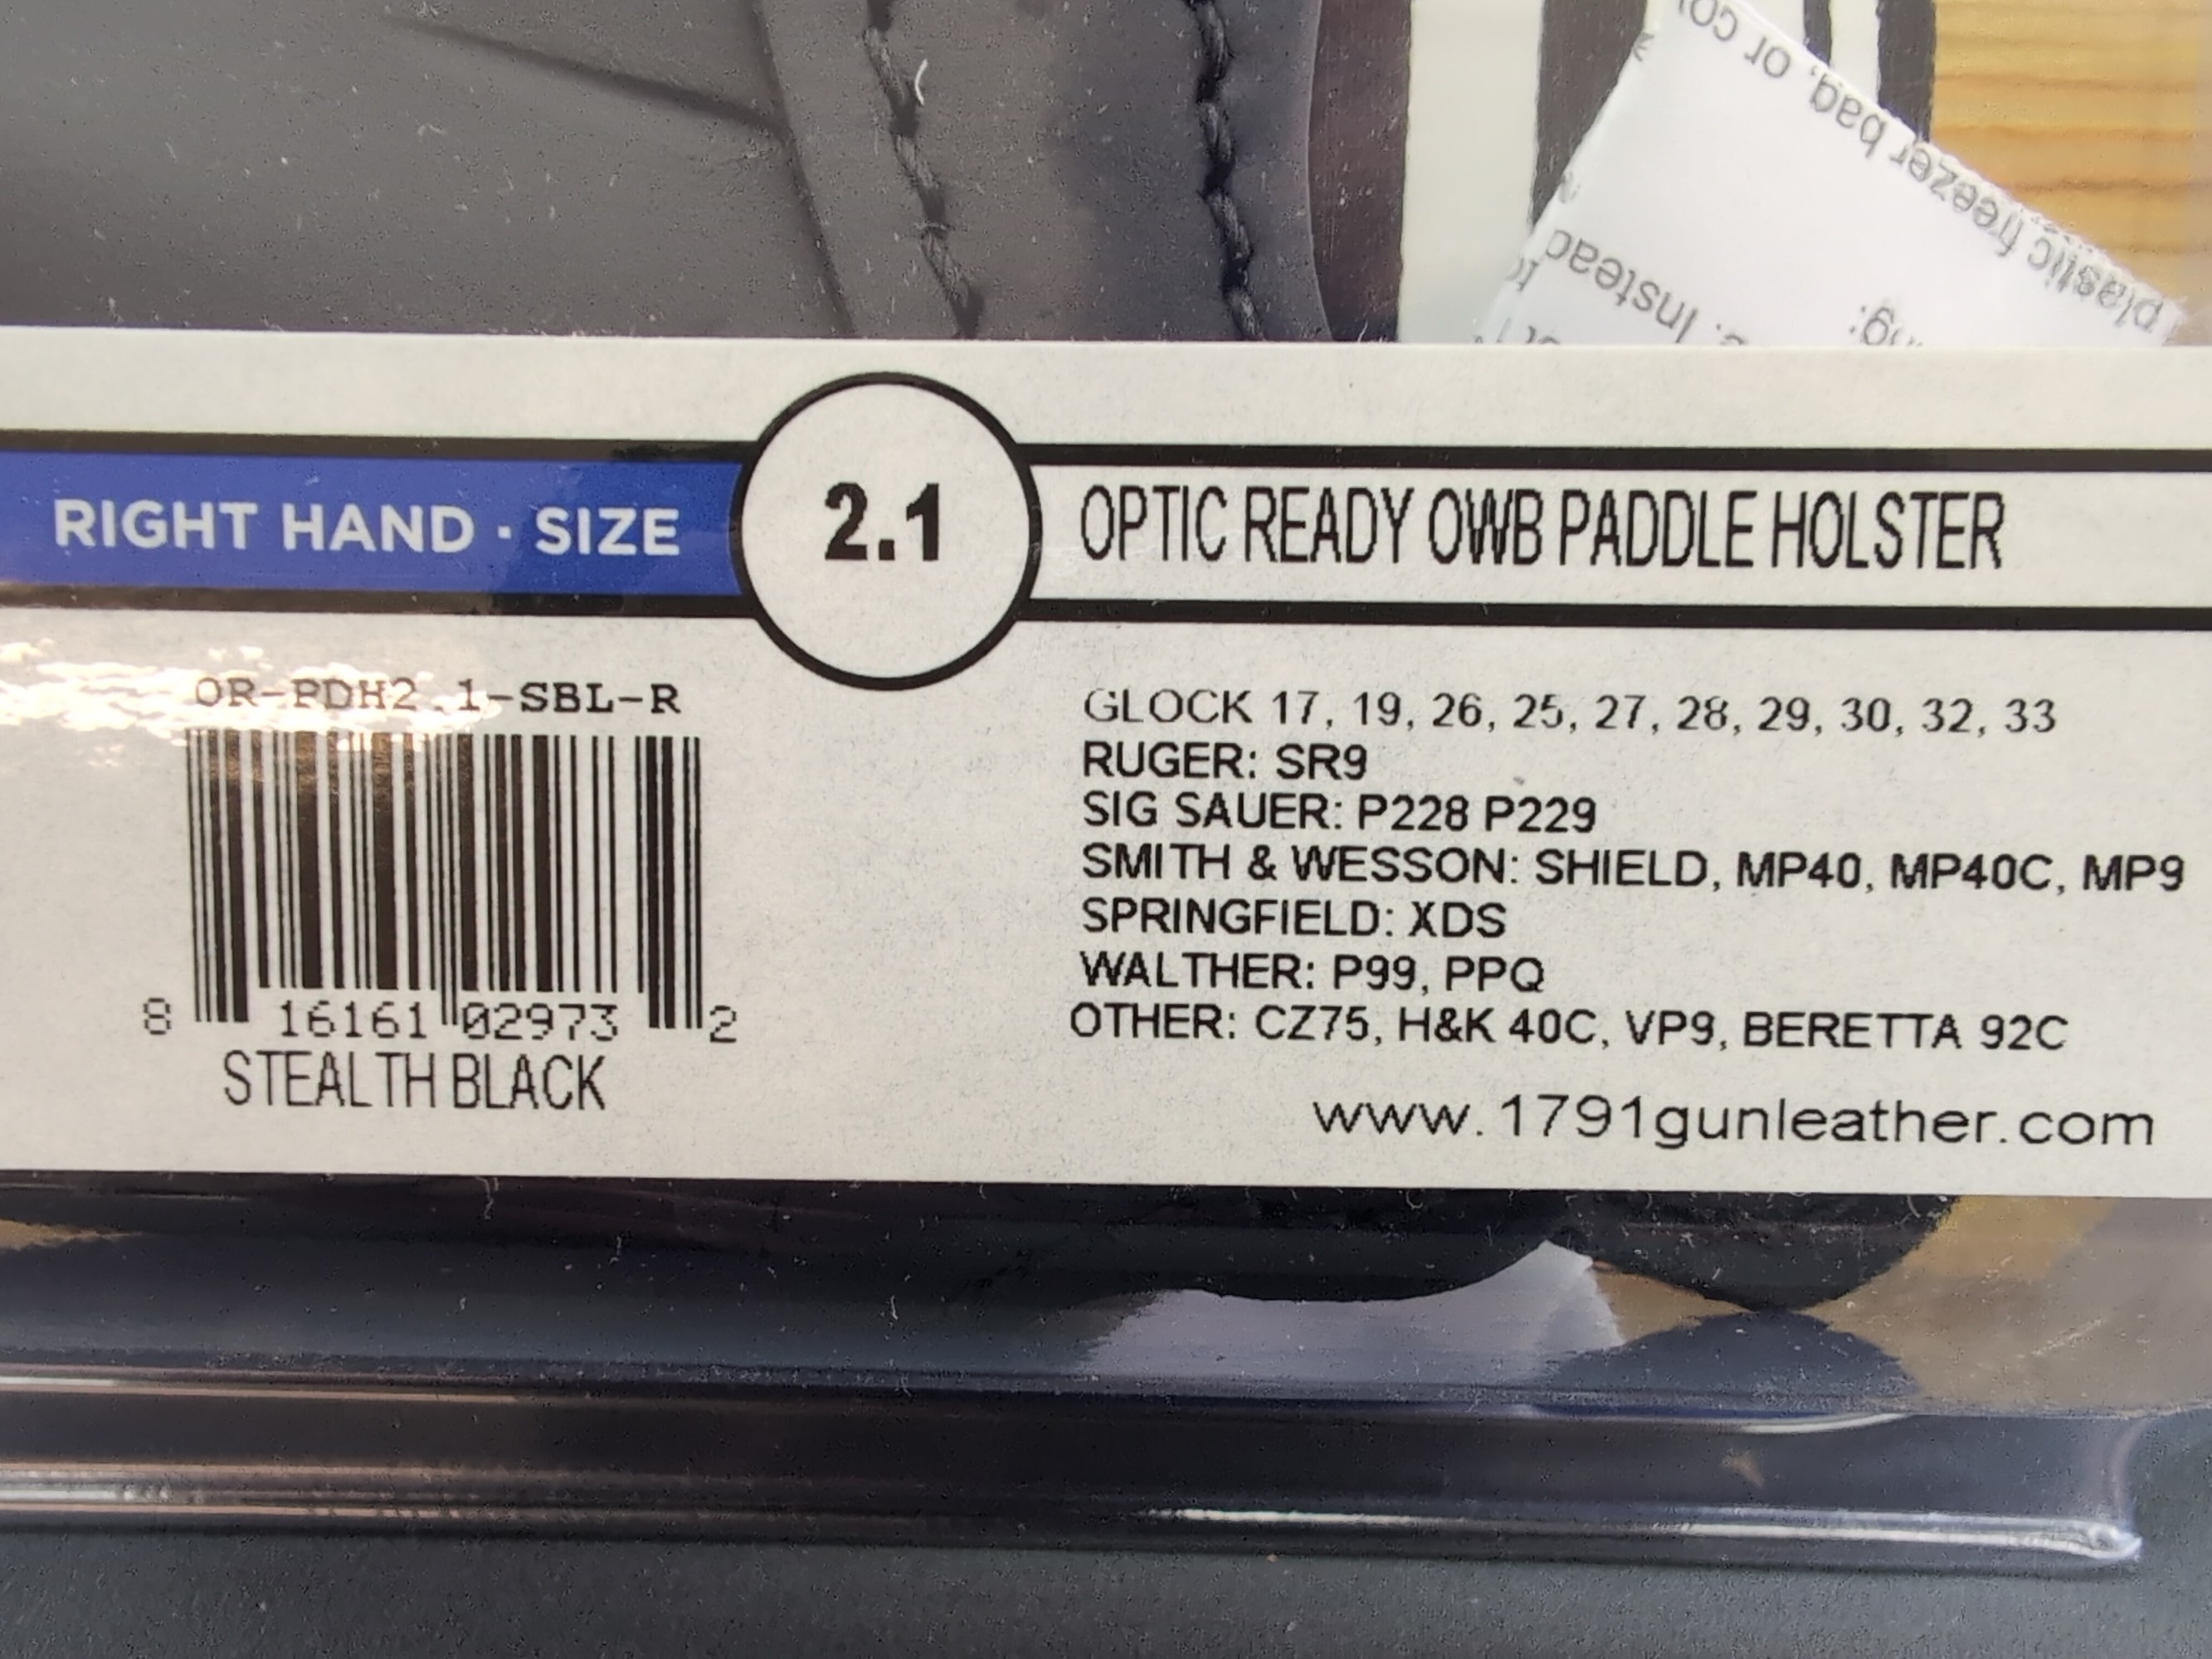 or co
plastic freezer bag, or
Instead
RIGHT HAND · SIZE
2.1
OPTIC READY OWB PADDLE HOLSTER
OR-PDH2.1-SBL-R
8 16161 02973 2
STEALTH BLACK
GLOCK 17, 19, 26, 25, 27, 28, 29, 30, 32, 33
RUGER: SR9
SIG SAUER: P228 P229
SMITH & WESSON: SHIELD, MP40, MP40C, MP9
SPRINGFIELD: XDS
WALTHER: P99, PPQ
OTHER: CZ75, H&K 40C, VP9, BERETTA 92C
www.1791gunleather.com